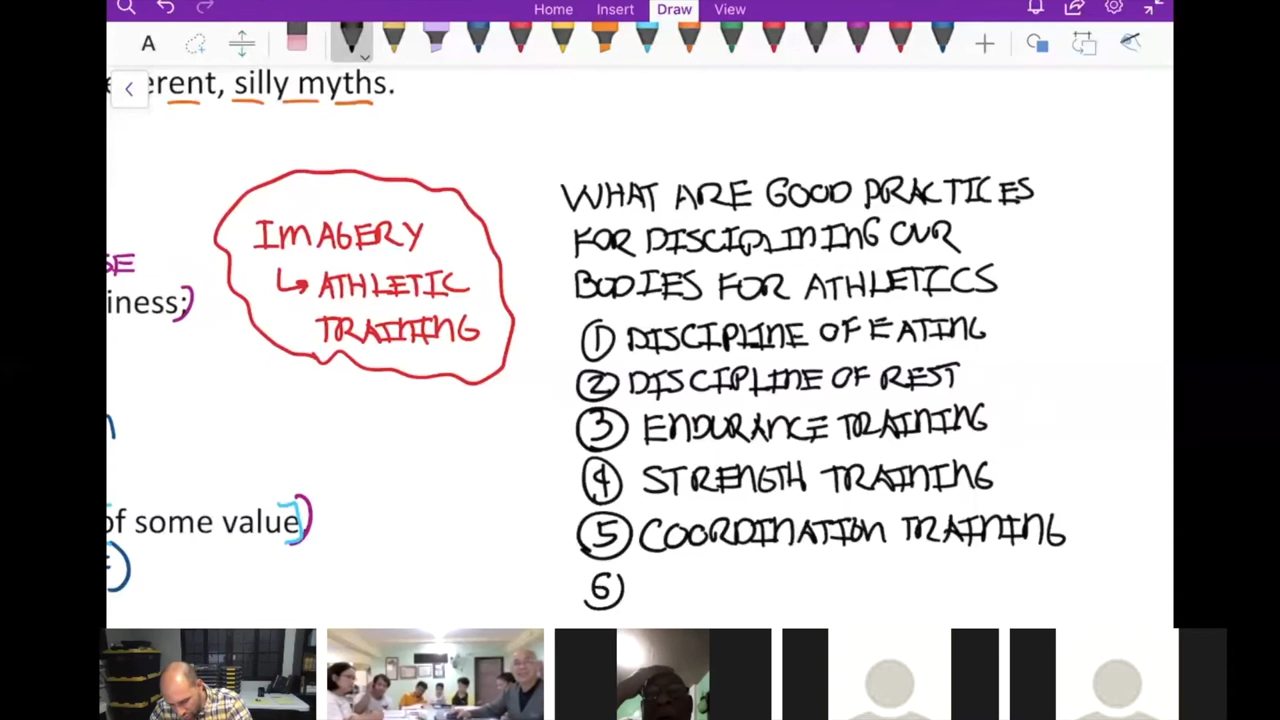 Home Insert Draw View
A
erent, silly myths.
WHAT ARE GOOD PRACTICES
FOR DISCIPLINING OUR
BODIES FOR ATHLETICS
IMAGERY
↳ ATHLETIC
TRAINING
SE
iness;)
① DISCIPLINE OF EATING
② DISCIPLINE OF REST
③ ENDURANCE TRAINING
④ STRENGTH TRAINING
of some value])
⑤ COORDINATION TRAINING
⑥